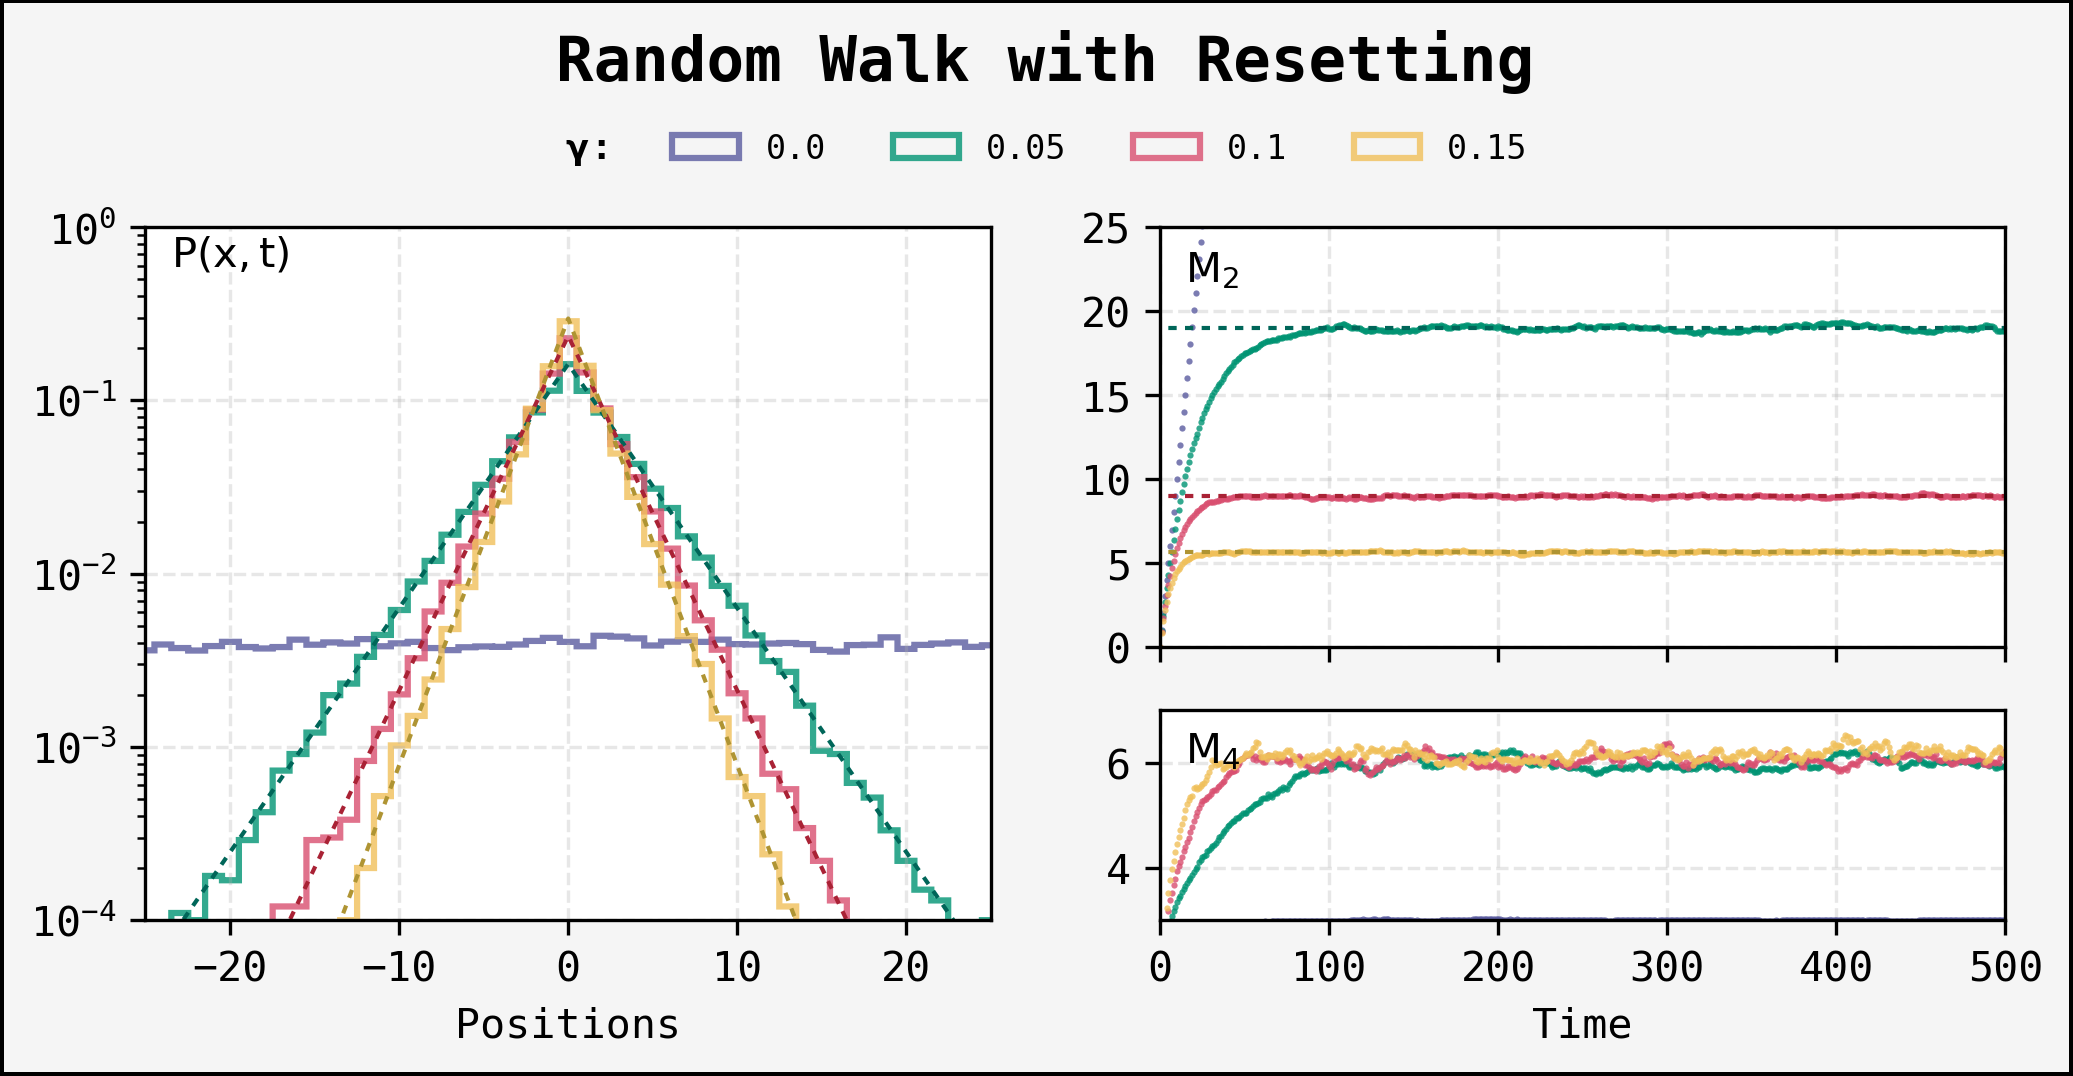 Random Walk with Resetting
γ: 0.0 0.05 0.1 0.15
P(x, t)
10⁰
10⁻¹
10⁻²
10⁻³
10⁻⁴
−20 −10 0 10 20
Positions
M₂
25
20
15
10
5
0
M₄
6
4
0 100 200 300 400 500
Time